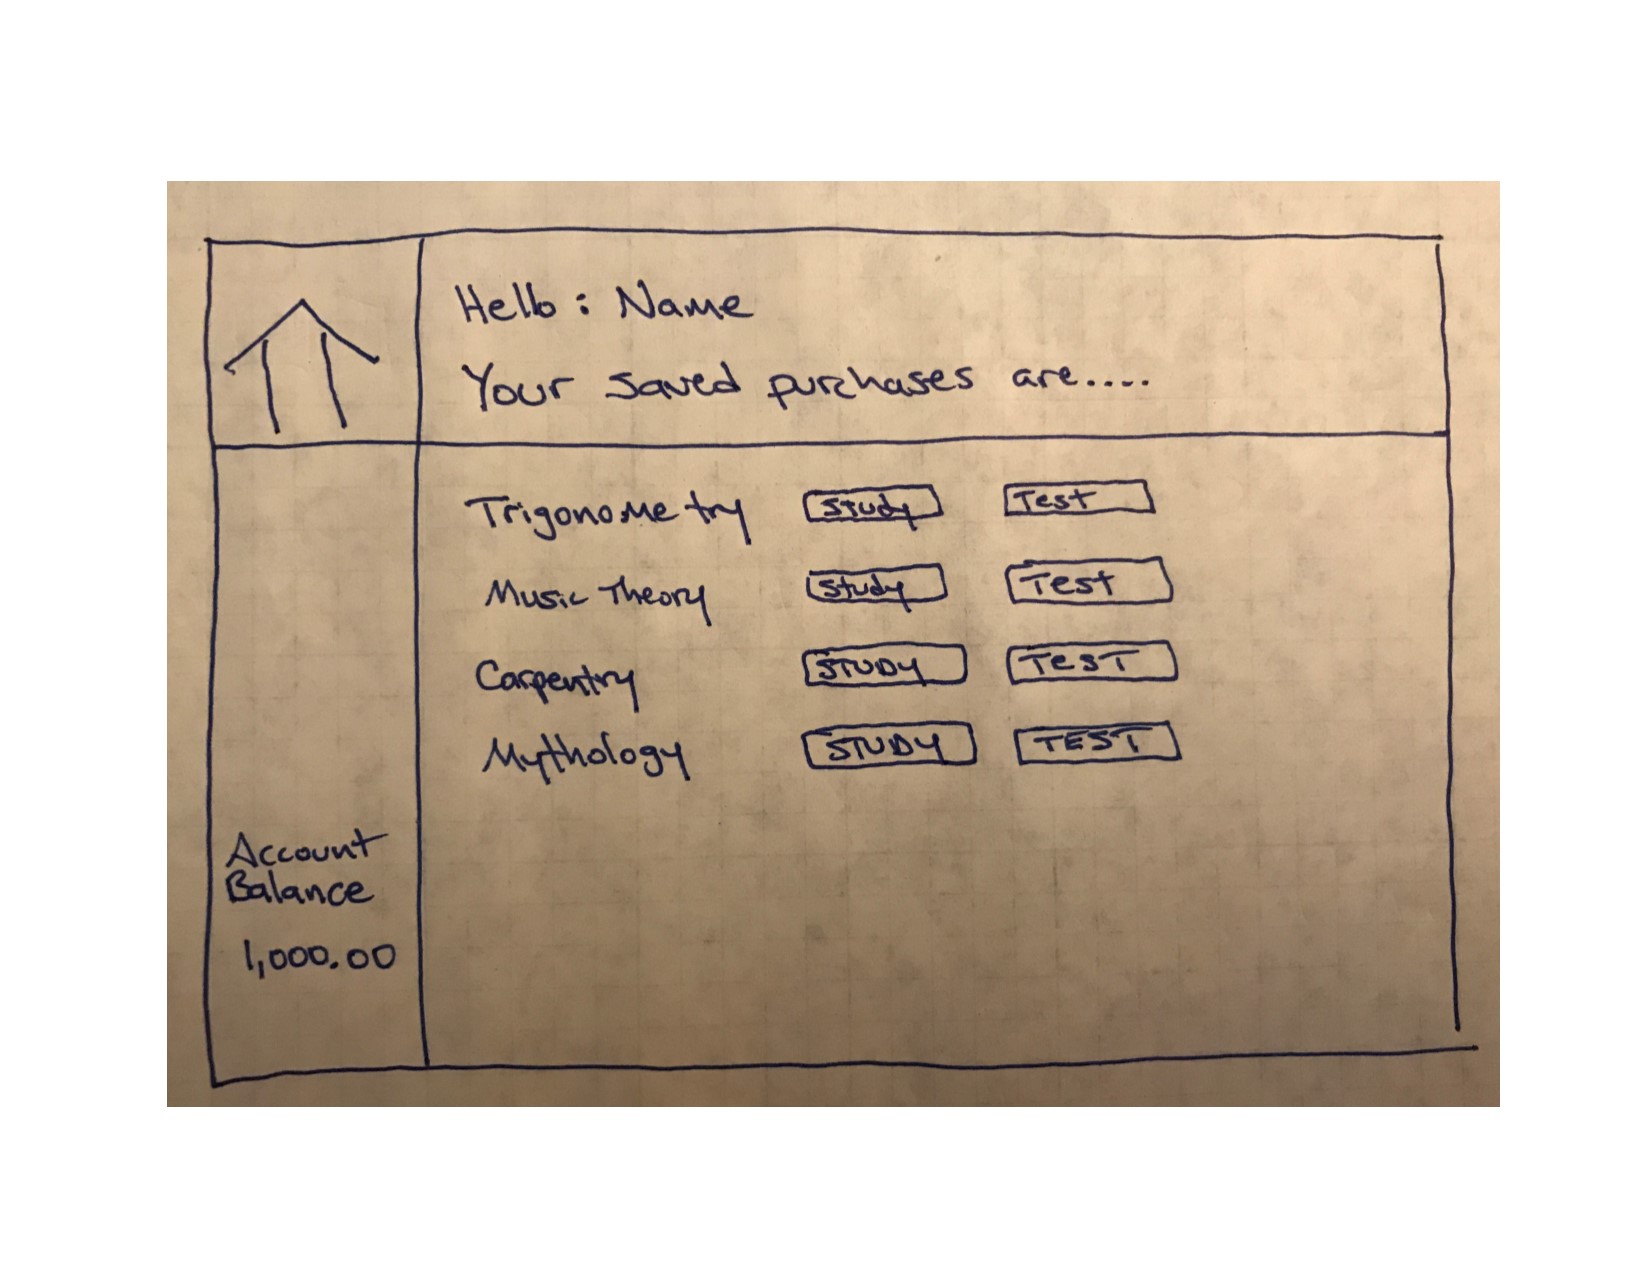 Hello: Name
Your saved purchases are....
Trigonometry Study Test
Music Theory Study Test
Carpentry STUDY TEST
Mythology STUDY TEST
Account
Balance
1,000.00